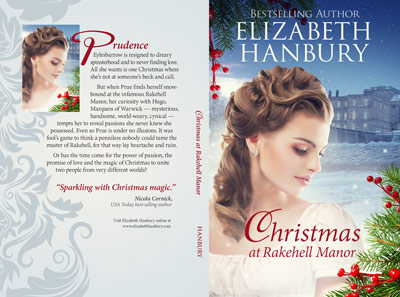 Prudence
Eylesbarrow is resigned to dreary
spinsterhood and to never finding love.
All she wants is one Christmas where
she's not at someone's beck and call.
But when Prue finds herself snow-
bound at the infamous Rakehell
Manor, her curiosity with Hugo,
Marquess of Warwick — mysterious,
handsome, world-weary, cynical —
tempts her to reveal passions she never knew she
possessed. Even so Prue is under no illusions. It was
fool's game to think a penniless nobody could tame the
master of Rakehell, for that way lay heartache and ruin.
Or has the time come for the power of passion, the
promise of love and the magic of Christmas to unite
two people from very different worlds?
"Sparkling with Christmas magic."
Nicola Cornick,
USA Today best-selling author
Visit Elizabeth Hanbury online at
www.elizabethhanbury.com
Christmas at Rakehell Manor
HANBURY
BESTSELLING AUTHOR
ELIZABETH
HANBURY
Christmas
at Rakehell Manor